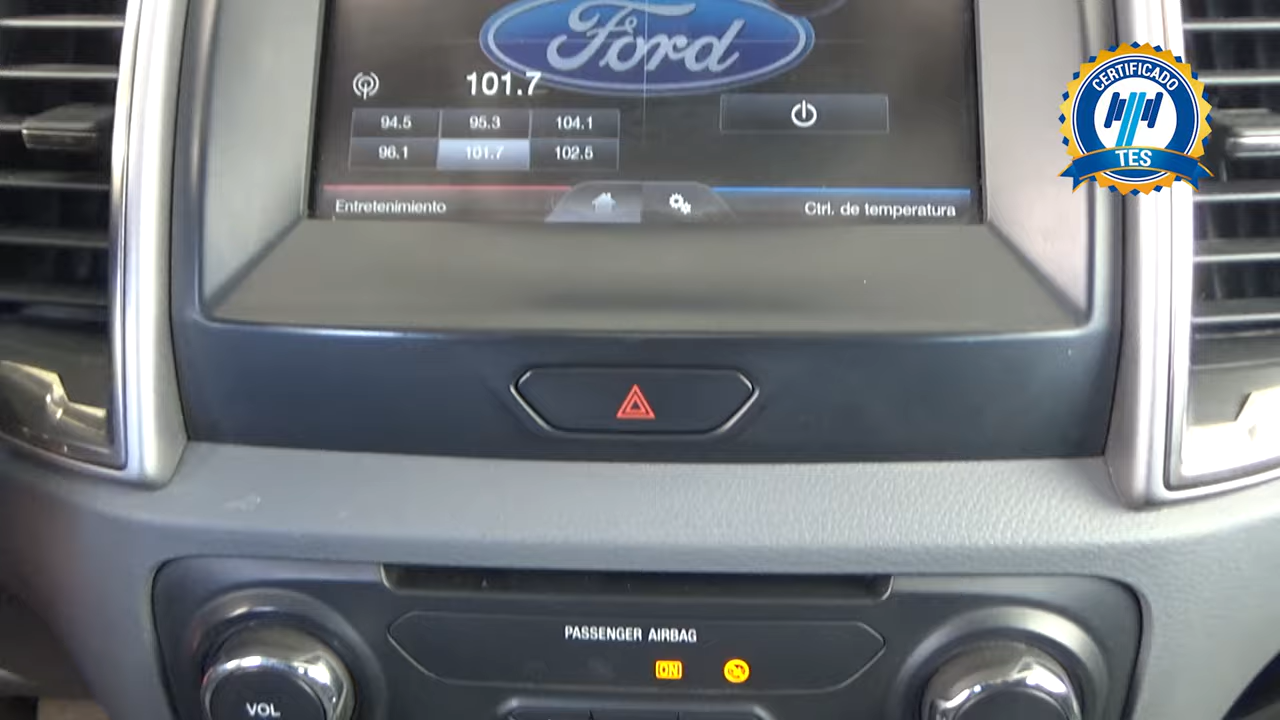 Ford
101.7
94.5 95.3 104.1
96.1 101.7 102.5
Entretenimiento Ctrl. de temperatura
CERTIFICADO
TES
PASSENGER AIRBAG
ON
VOL